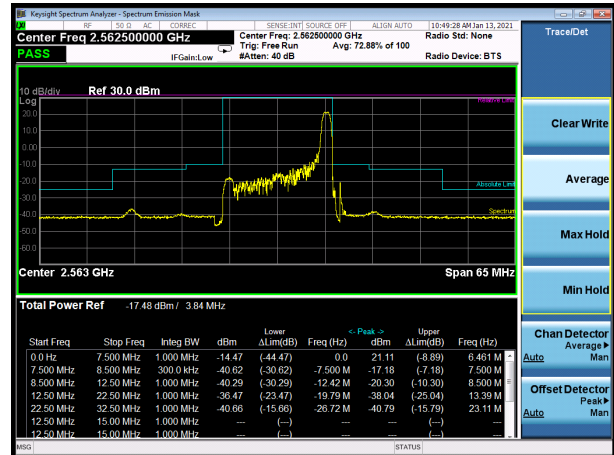 Keysight Spectrum Analyzer - Spectrum Emission Mask
RF 50 Ω AC CORREC SENSE:INT SOURCE OFF ALIGN AUTO 10:49:28 AM Jan 13, 2021
Center Freq 2.562500000 GHz Center Freq: 2.562500000 GHz Radio Std: None
Trig: Free Run Avg: 72.88% of 100
PASS IFGain:Low #Atten: 40 dB Radio Device: BTS
10 dB/div Ref 30.0 dBm
Log
Relative Limit
20.0
10.0
0.00
-10.0
-20.0
Absolute Limit
-30.0
-40.0
Spectrum
-50.0
-60.0
Center 2.563 GHz Span 65 MHz
Total Power Ref -17.48 dBm / 3.84 MHz
Lower <- Peak -> Upper
Start Freq Stop Freq Integ BW dBm ΔLim(dB) Freq (Hz) dBm ΔLim(dB) Freq (Hz)
0.0 Hz 7.500 MHz 1.000 MHz -14.47 (-44.47) 0.0 21.11 (-8.89) 6.461 M
7.500 MHz 8.500 MHz 300.0 kHz -40.62 (-30.62) -7.500 M -17.18 (-7.18) 7.500 M
8.500 MHz 12.50 MHz 1.000 MHz -40.29 (-30.29) -12.42 M -20.30 (-10.30) 8.500 M
12.50 MHz 22.50 MHz 1.000 MHz -36.47 (-23.47) -19.79 M -38.04 (-25.04) 13.39 M
22.50 MHz 32.50 MHz 1.000 MHz -40.66 (-15.66) -26.72 M -40.79 (-15.79) 23.11 M
12.50 MHz 15.00 MHz 1.000 MHz --- (---) --- --- (---) ---
12.50 MHz 15.00 MHz 1.000 MHz --- (---) --- --- (---) ---
MSG STATUS
Trace/Det
Clear Write
Average
Max Hold
Min Hold
Chan Detector
Average
Auto Man
Offset Detector
Peak
Auto Man